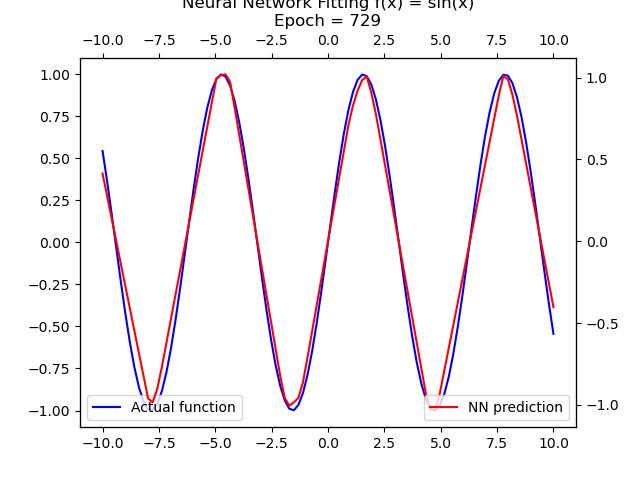 Neural Network Fitting f(x) = sin(x)
Epoch = 729
−10.0 −7.5 −5.0 −2.5 0.0 2.5 5.0 7.5 10.0
1.00
0.75
0.50
0.25
0.00
−0.25
−0.50
−0.75
−1.00
1.0
0.5
0.0
−0.5
−1.0
Actual function
NN prediction
−10.0 −7.5 −5.0 −2.5 0.0 2.5 5.0 7.5 10.0